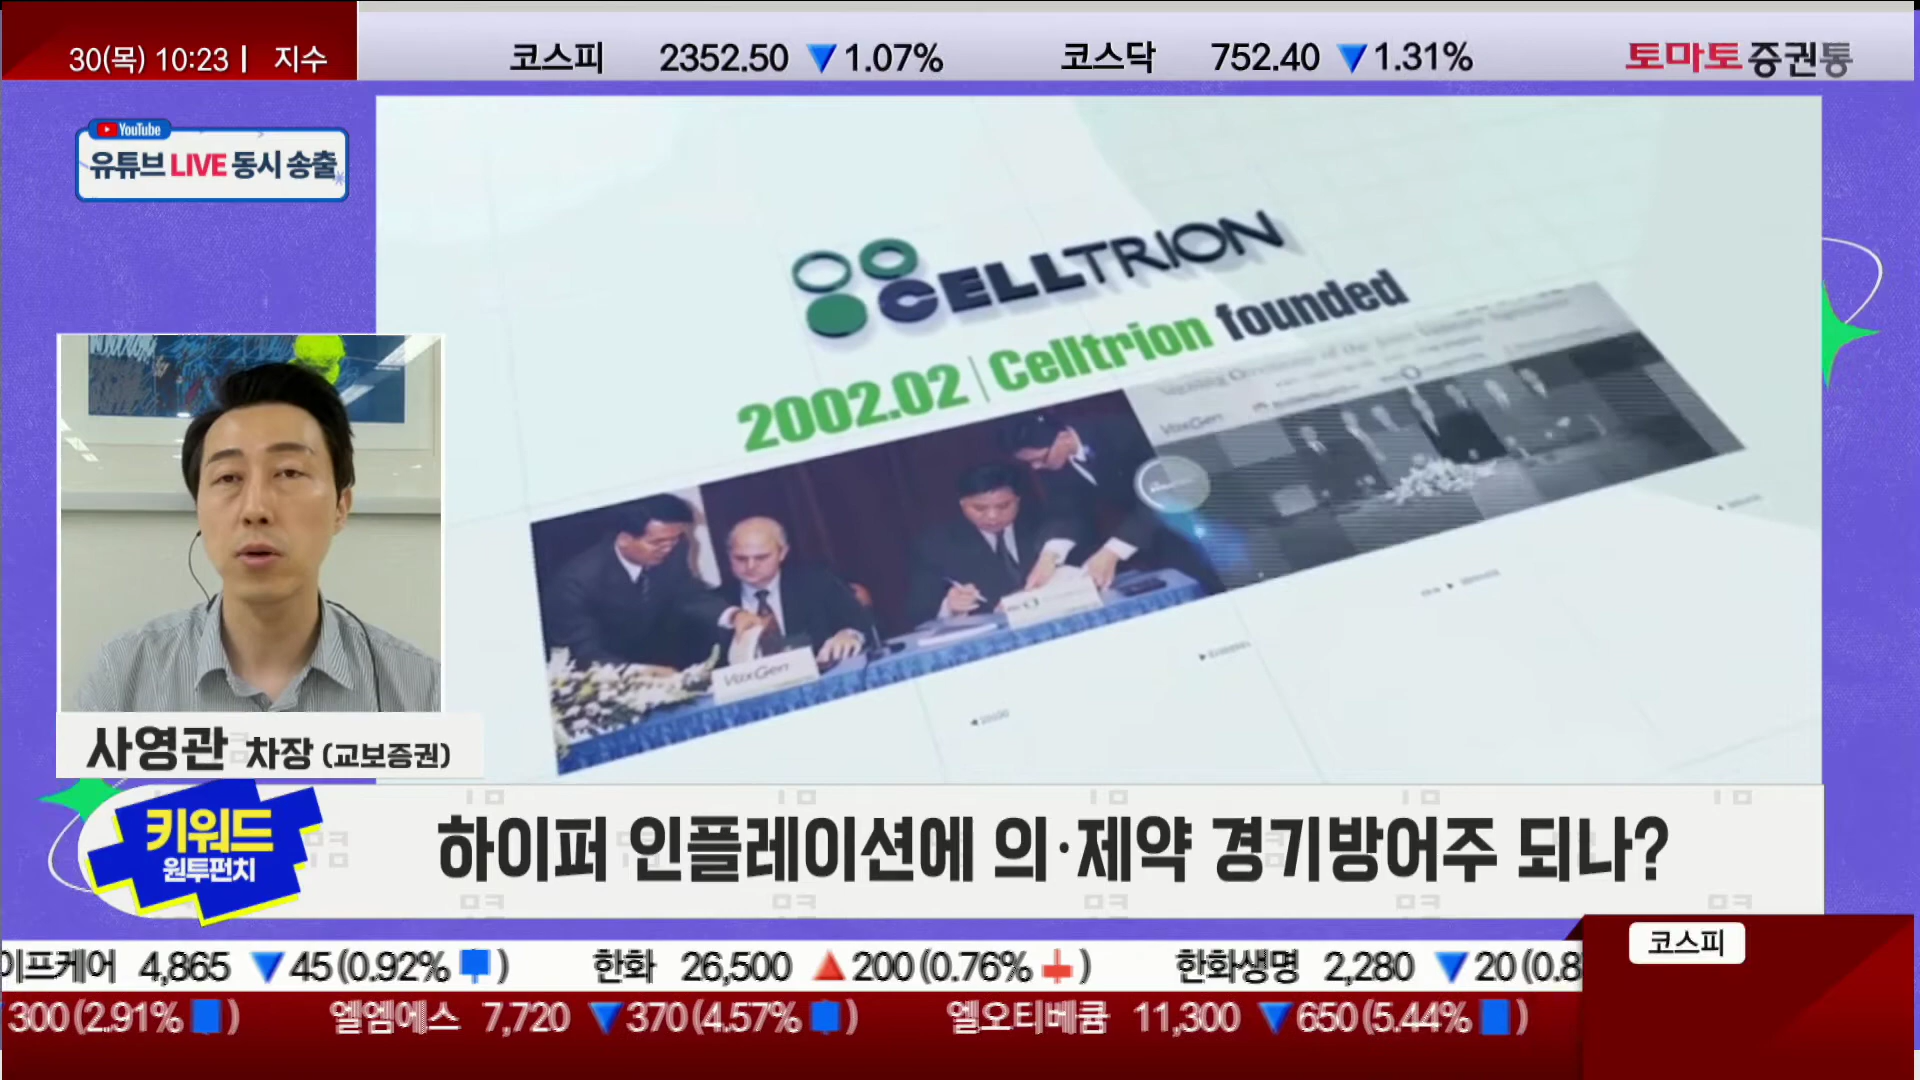 30(목) 10:23 | 지수
코스피 2352.50 ▼1.07% 코스닥 752.40 ▼1.31%
토마토증권통
YouTube
유튜브 LIVE 동시 송출
CELLTRION
2002.02 | Celltrion founded
VaxGen
VaxGen
사영관 차장 (교보증권)
키워드
원투펀치
하이퍼 인플레이션에 의·제약 경기방어주 되나?
코스피
이프케어 4,865 ▼45(0.92%) 한화 26,500 ▲200(0.76%) 한화생명 2,280 ▼20(0.8
300(2.91%) 엘엠에스 7,720 ▼370(4.57%) 엘오티베큠 11,300 ▼650(5.44%)